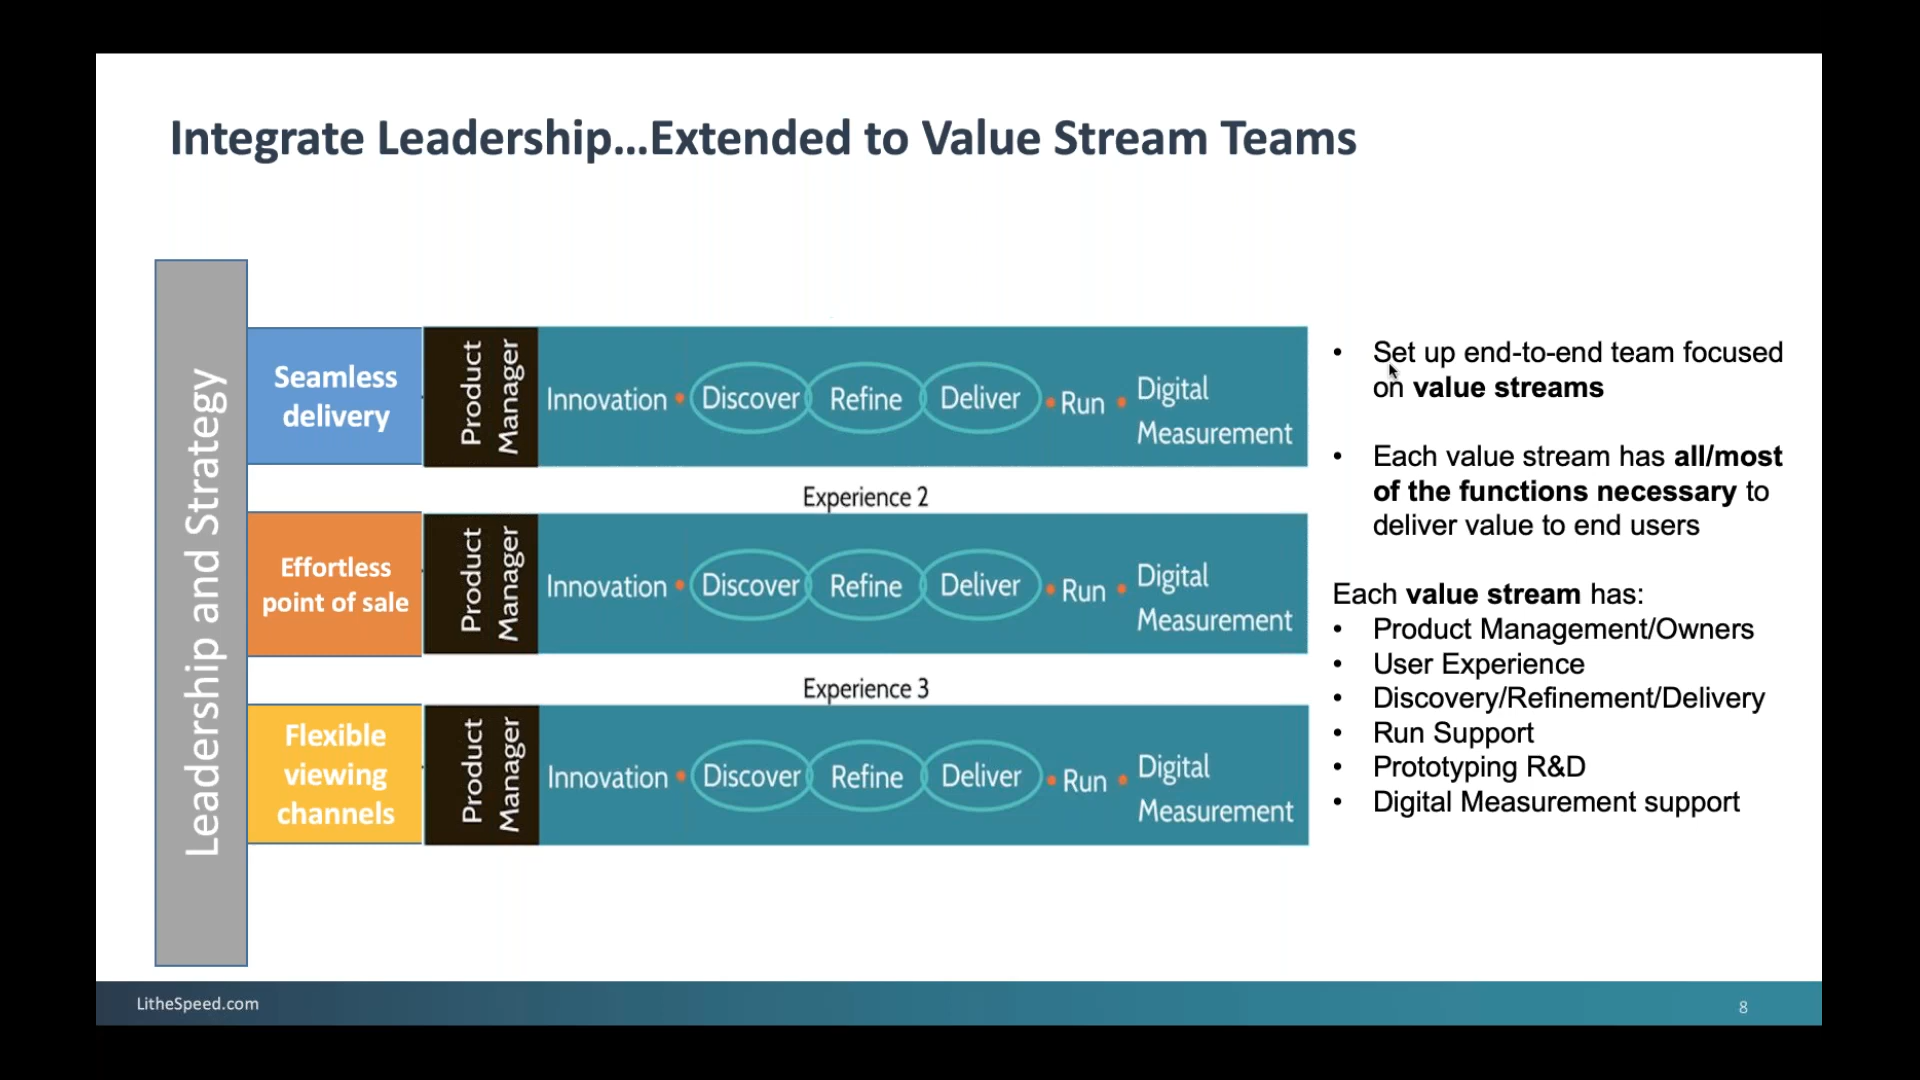 Integrate Leadership...Extended to Value Stream Teams
Leadership and Strategy
Seamless
delivery
Product
Manager
Innovation • Discover Refine Deliver • Run • Digital
Measurement
Experience 2
Effortless
point of sale
Product
Manager
Innovation • Discover Refine Deliver • Run • Digital
Measurement
Experience 3
Flexible
viewing
channels
Product
Manager
Innovation • Discover Refine Deliver • Run • Digital
Measurement
• Set up end-to-end team focused
on value streams
• Each value stream has all/most
of the functions necessary to
deliver value to end users
Each value stream has:
• Product Management/Owners
• User Experience
• Discovery/Refinement/Delivery
• Run Support
• Prototyping R&D
• Digital Measurement support
LitheSpeed.com
8